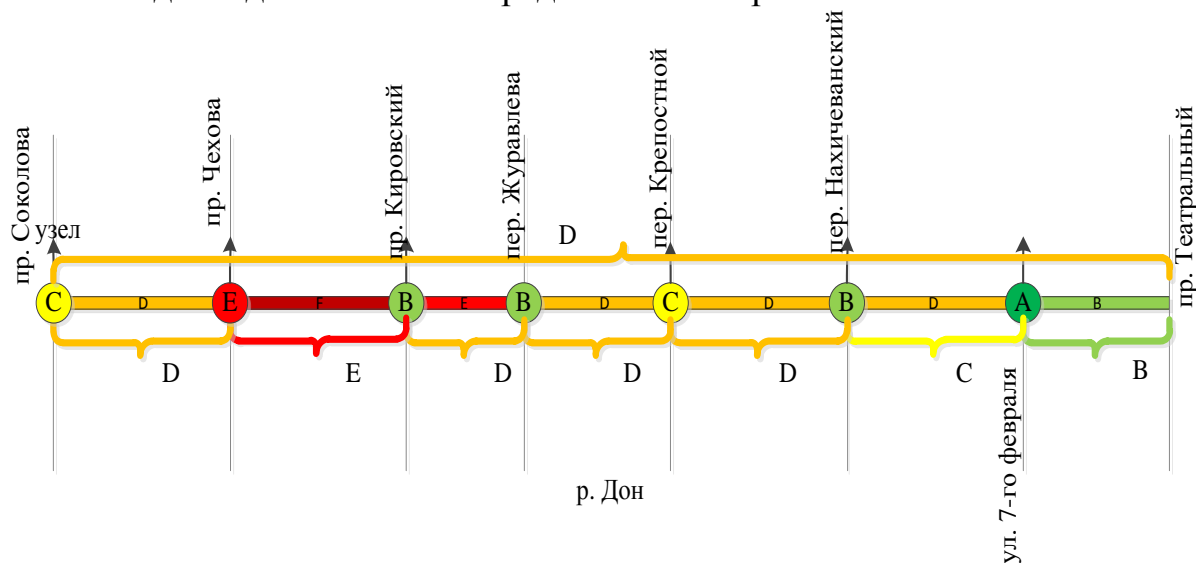 пр. Соколова
пр. Чехова
пр. Кировский
пер. Журавлева
пер. Крепостной
пер. Нахичеванский
пр. Театральный
узел
D
C D E F B E B D C D B D A B
D E D D D C B
ул. 7-го февраля
р. Дон